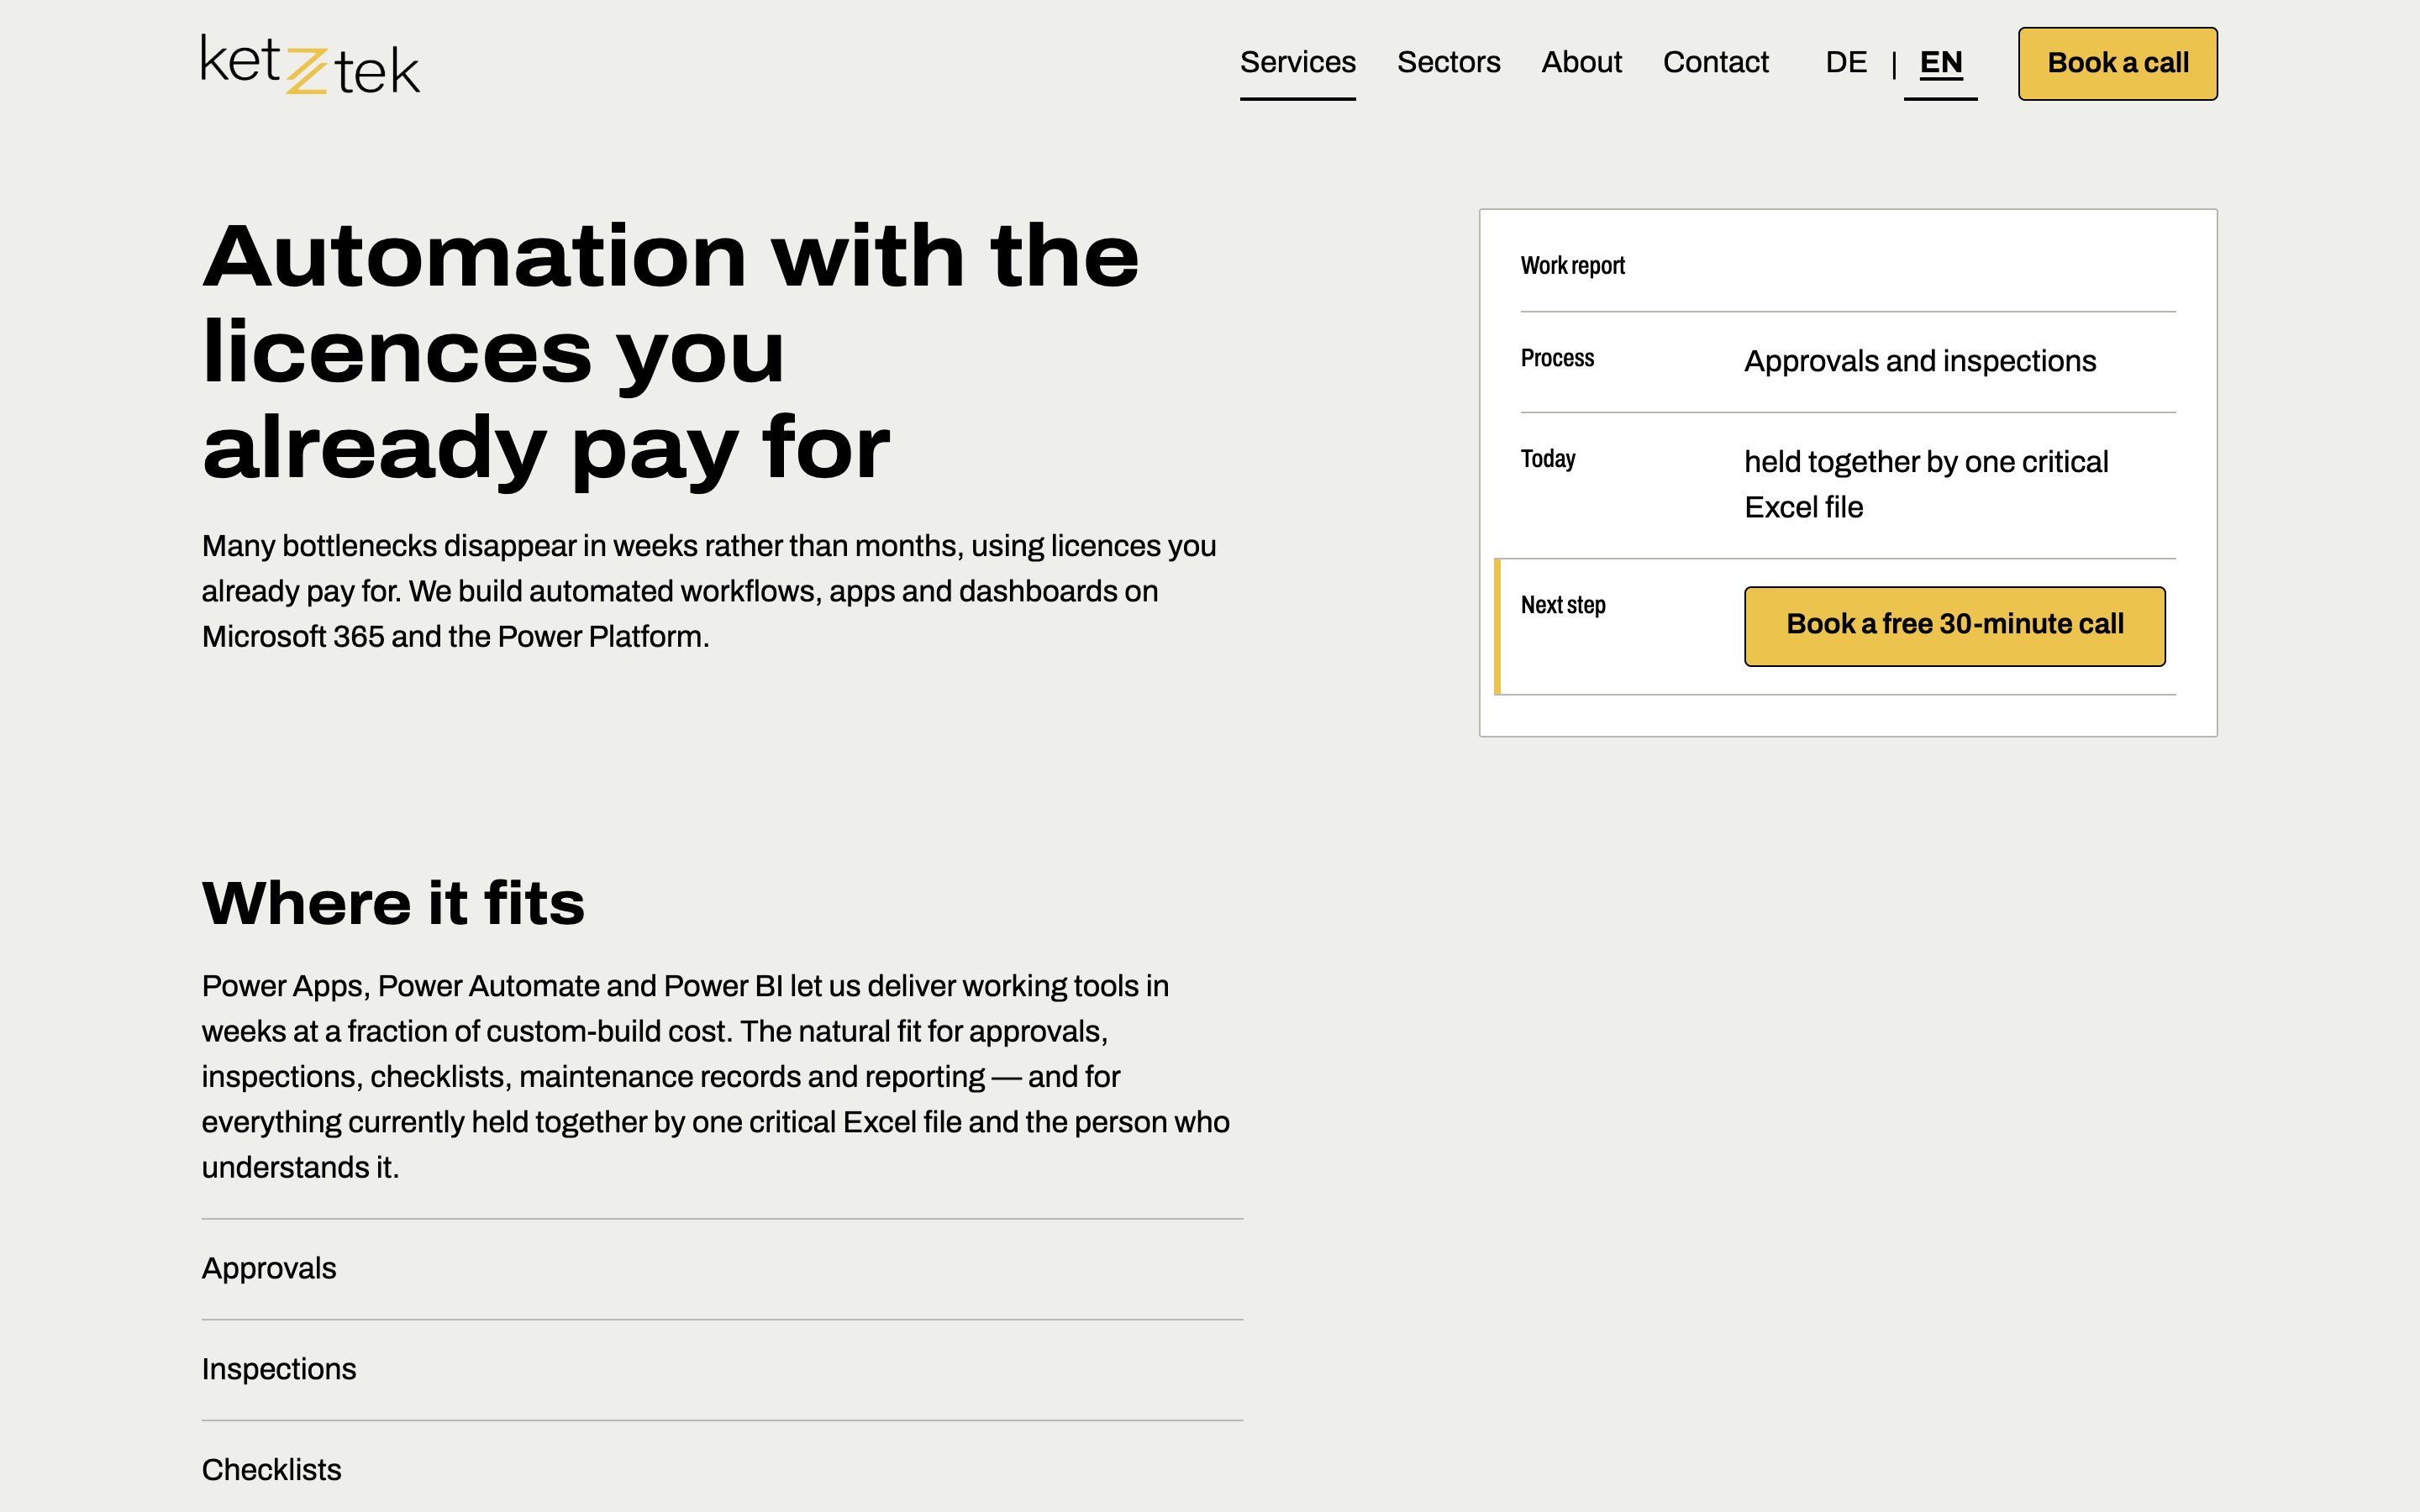 ketztek
Services
Sectors
About
Contact
DE | EN
Book a call
Automation with the
licences you
already pay for
Many bottlenecks disappear in weeks rather than months, using licences you
already pay for. We build automated workflows, apps and dashboards on
Microsoft 365 and the Power Platform.
Work report
Process
Approvals and inspections
Today
held together by one critical
Excel file
Next step
Book a free 30-minute call
Where it fits
Power Apps, Power Automate and Power BI let us deliver working tools in
weeks at a fraction of custom-build cost. The natural fit for approvals,
inspections, checklists, maintenance records and reporting — and for
everything currently held together by one critical Excel file and the person who
understands it.
Approvals
Inspections
Checklists